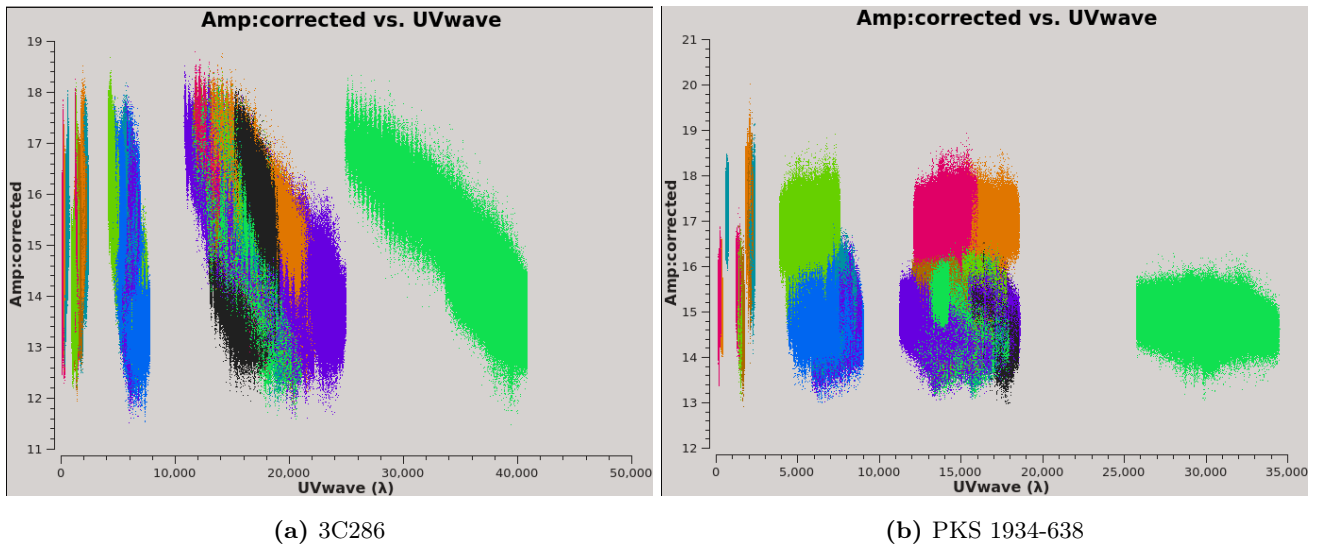 Amp:corrected vs. UVwave
19
18
17
16
15
14
13
12
11
Amp:corrected
0 10,000 20,000 30,000 40,000 50,000
UVwave (λ)
(a) 3C286
Amp:corrected vs. UVwave
21
20
19
18
17
16
15
14
13
12
Amp:corrected
0 5,000 10,000 15,000 20,000 25,000 30,000 35,000
UVwave (λ)
(b) PKS 1934-638